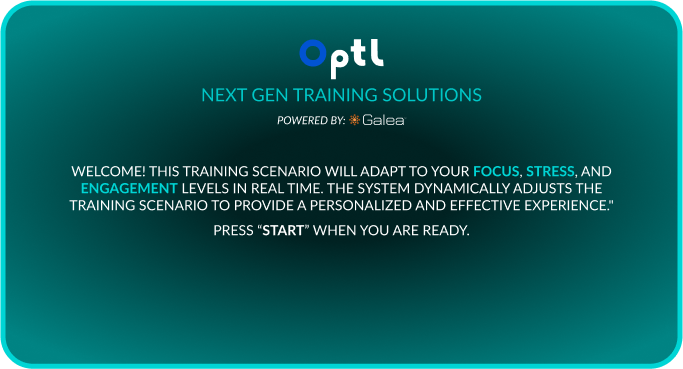 Optl
NEXT GEN TRAINING SOLUTIONS
POWERED BY: Galea
WELCOME! THIS TRAINING SCENARIO WILL ADAPT TO YOUR FOCUS, STRESS, AND
ENGAGEMENT LEVELS IN REAL TIME. THE SYSTEM DYNAMICALLY ADJUSTS THE
TRAINING SCENARIO TO PROVIDE A PERSONALIZED AND EFFECTIVE EXPERIENCE."
PRESS “START” WHEN YOU ARE READY.